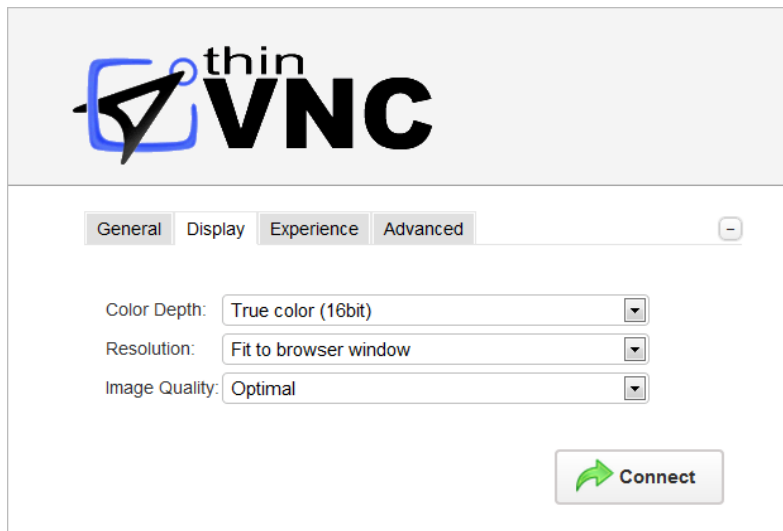 thin
VNC
General Display Experience Advanced
Color Depth: True color (16bit)
Resolution: Fit to browser window
Image Quality: Optimal
Connect